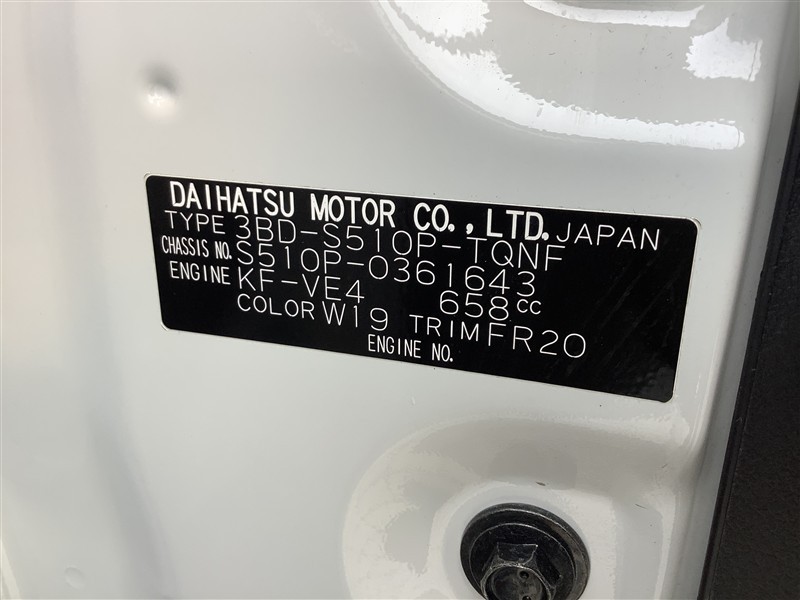 DAIHATSU MOTOR CO.,LTD. JAPAN
TYPE 3BD-S510P-TQNF
CHASSIS NO. S510P-0361643
ENGINE KF-VE4 658cc
COLOR W19 TRIM FR20
ENGINE NO.